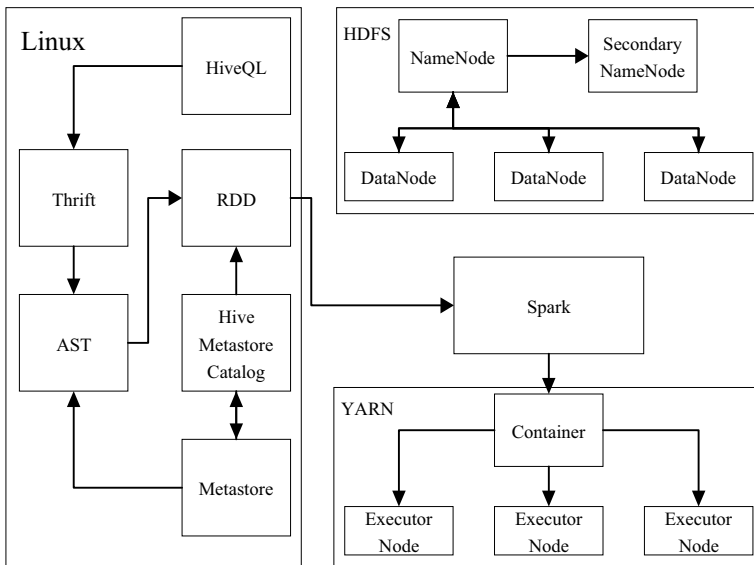 Linux
HiveQL
Thrift
RDD
AST
Hive
Metastore
Catalog
Metastore
HDFS
NameNode
Secondary
NameNode
DataNode
DataNode
DataNode
Spark
YARN
Container
Executor
Node
Executor
Node
Executor
Node